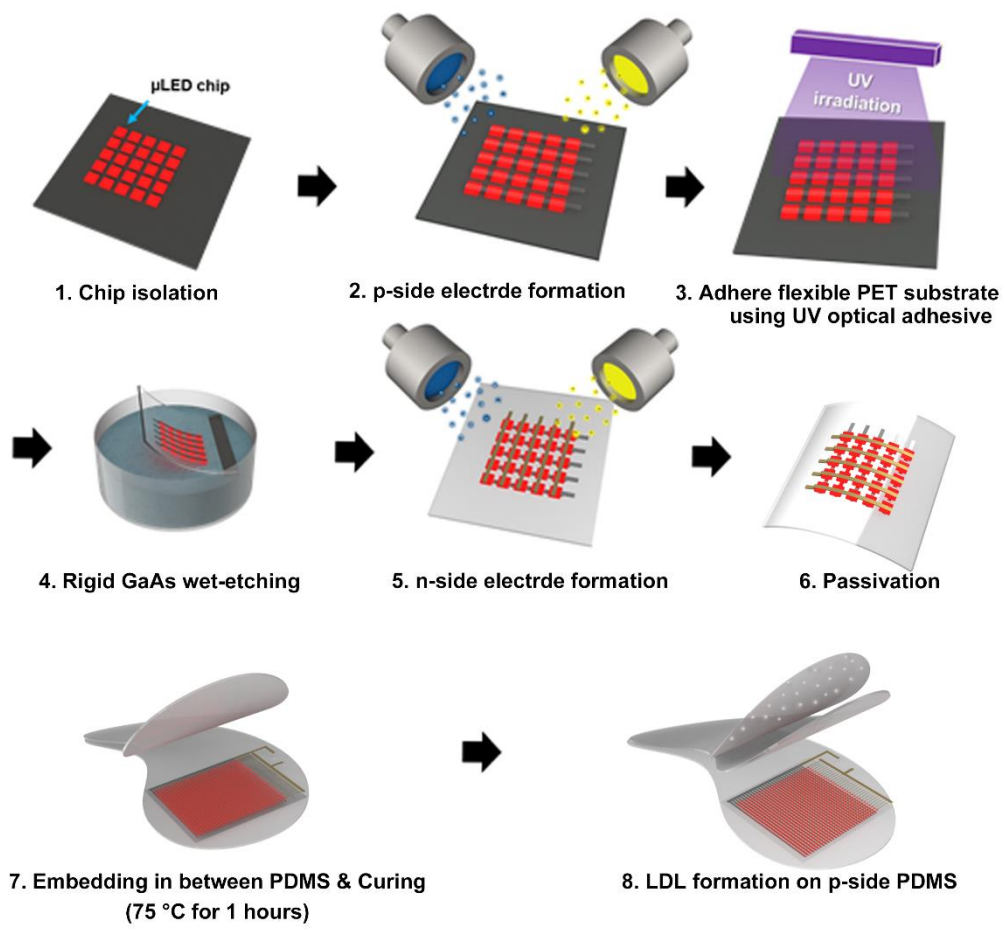 μLED chip
UV
irradiation
1. Chip isolation
2. p-side electrde formation
3. Adhere flexible PET substrate
using UV optical adhesive
4. Rigid GaAs wet-etching
5. n-side electrde formation
6. Passivation
7. Embedding in between PDMS & Curing
(75 °C for 1 hours)
8. LDL formation on p-side PDMS